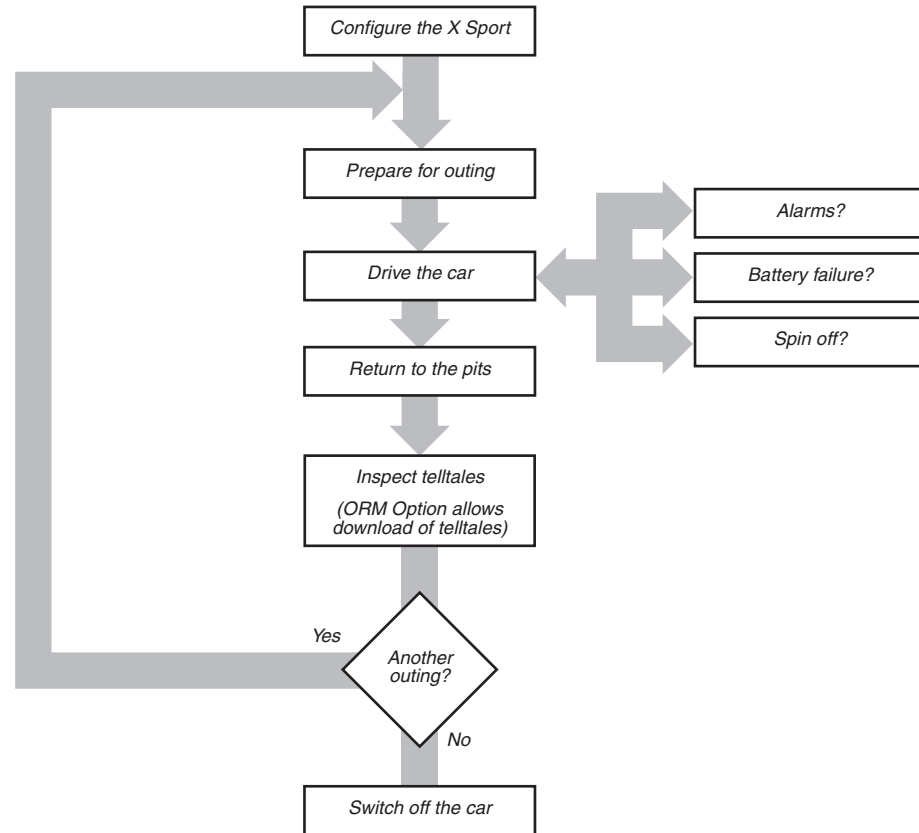 Configure the X Sport
Prepare for outing
Alarms?
Drive the car
Battery failure?
Spin off?
Return to the pits
Inspect telltales
(ORM Option allows
download of telltales)
Yes
Another
outing?
No
Switch off the car